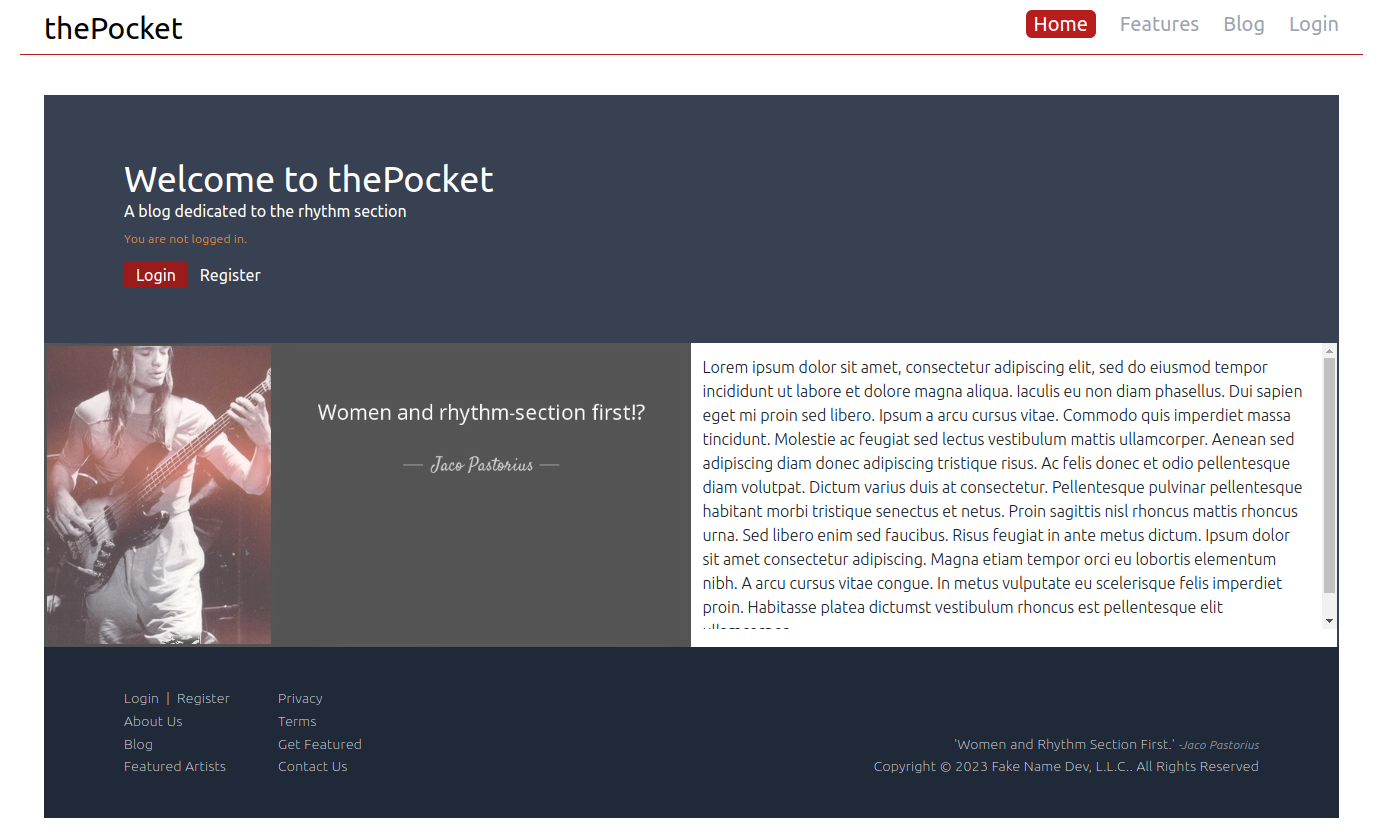 thePocket
Home Features Blog Login
Welcome to thePocket
A blog dedicated to the rhythm section
You are not logged in.
Login Register
Women and rhythm-section first!?
— Jaco Pastorius —
Lorem ipsum dolor sit amet, consectetur adipiscing elit, sed do eiusmod tempor
incididunt ut labore et dolore magna aliqua. Iaculis eu non diam phasellus. Dui sapien
eget mi proin sed libero. Ipsum a arcu cursus vitae. Commodo quis imperdiet massa
tincidunt. Molestie ac feugiat sed lectus vestibulum mattis ullamcorper. Aenean sed
adipiscing diam donec adipiscing tristique risus. Ac felis donec et odio pellentesque
diam volutpat. Dictum varius duis at consectetur. Pellentesque pulvinar pellentesque
habitant morbi tristique senectus et netus. Proin sagittis nisl rhoncus mattis rhoncus
urna. Sed libero enim sed faucibus. Risus feugiat in ante metus dictum. Ipsum dolor
sit amet consectetur adipiscing. Magna etiam tempor orci eu lobortis elementum
nibh. A arcu cursus vitae congue. In metus vulputate eu scelerisque felis imperdiet
proin. Habitasse platea dictumst vestibulum rhoncus est pellentesque elit
Login | Register
About Us
Blog
Featured Artists
Privacy
Terms
Get Featured
Contact Us
'Women and Rhythm Section First.' -Jaco Pastorius
Copyright © 2023 Fake Name Dev, L.L.C.. All Rights Reserved